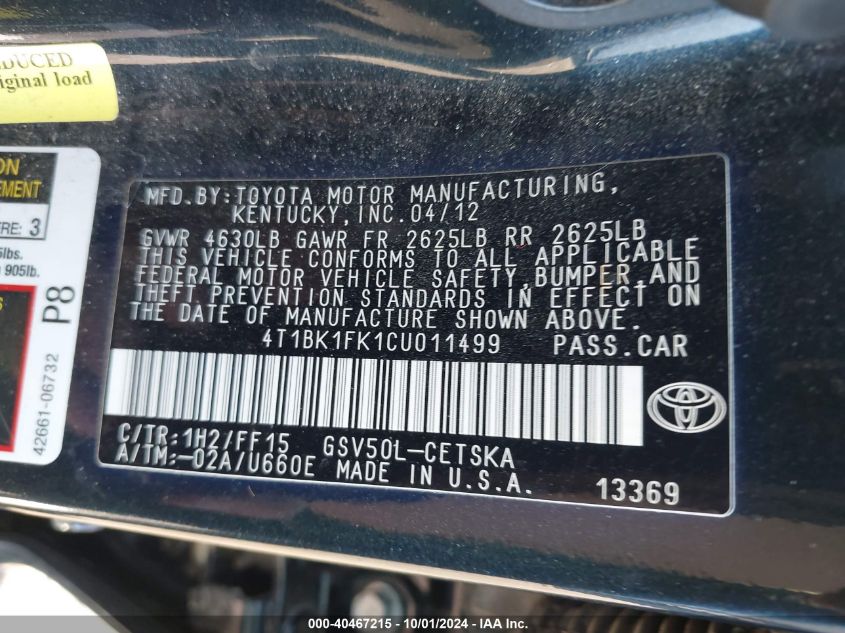 DUCED
iginal load
ON
EMENT
RE: 3
lbs.
905lb.
P8
42661-06732
MFD.BY:TOYOTA MOTOR MANUFACTURING,
KENTUCKY,INC.04/12
GVWR 4630LB GAWR FR 2625LB RR 2625LB
THIS VEHICLE CONFORMS TO ALL APPLICABLE
FEDERAL MOTOR VEHICLE SAFETY,BUMPER,AND
THEFT PREVENTION STANDARDS IN EFFECT ON
THE DATE OF MANUFACTURE SHOWN ABOVE.
4T1BK1FK1CU011499 PASS.CAR
C/TR:1H2/FF15 GSV50L-CETSKA
A/TM:-02A/U660E MADE IN U.S.A.
13369
000-40467215 - 10/01/2024 - IAA Inc.